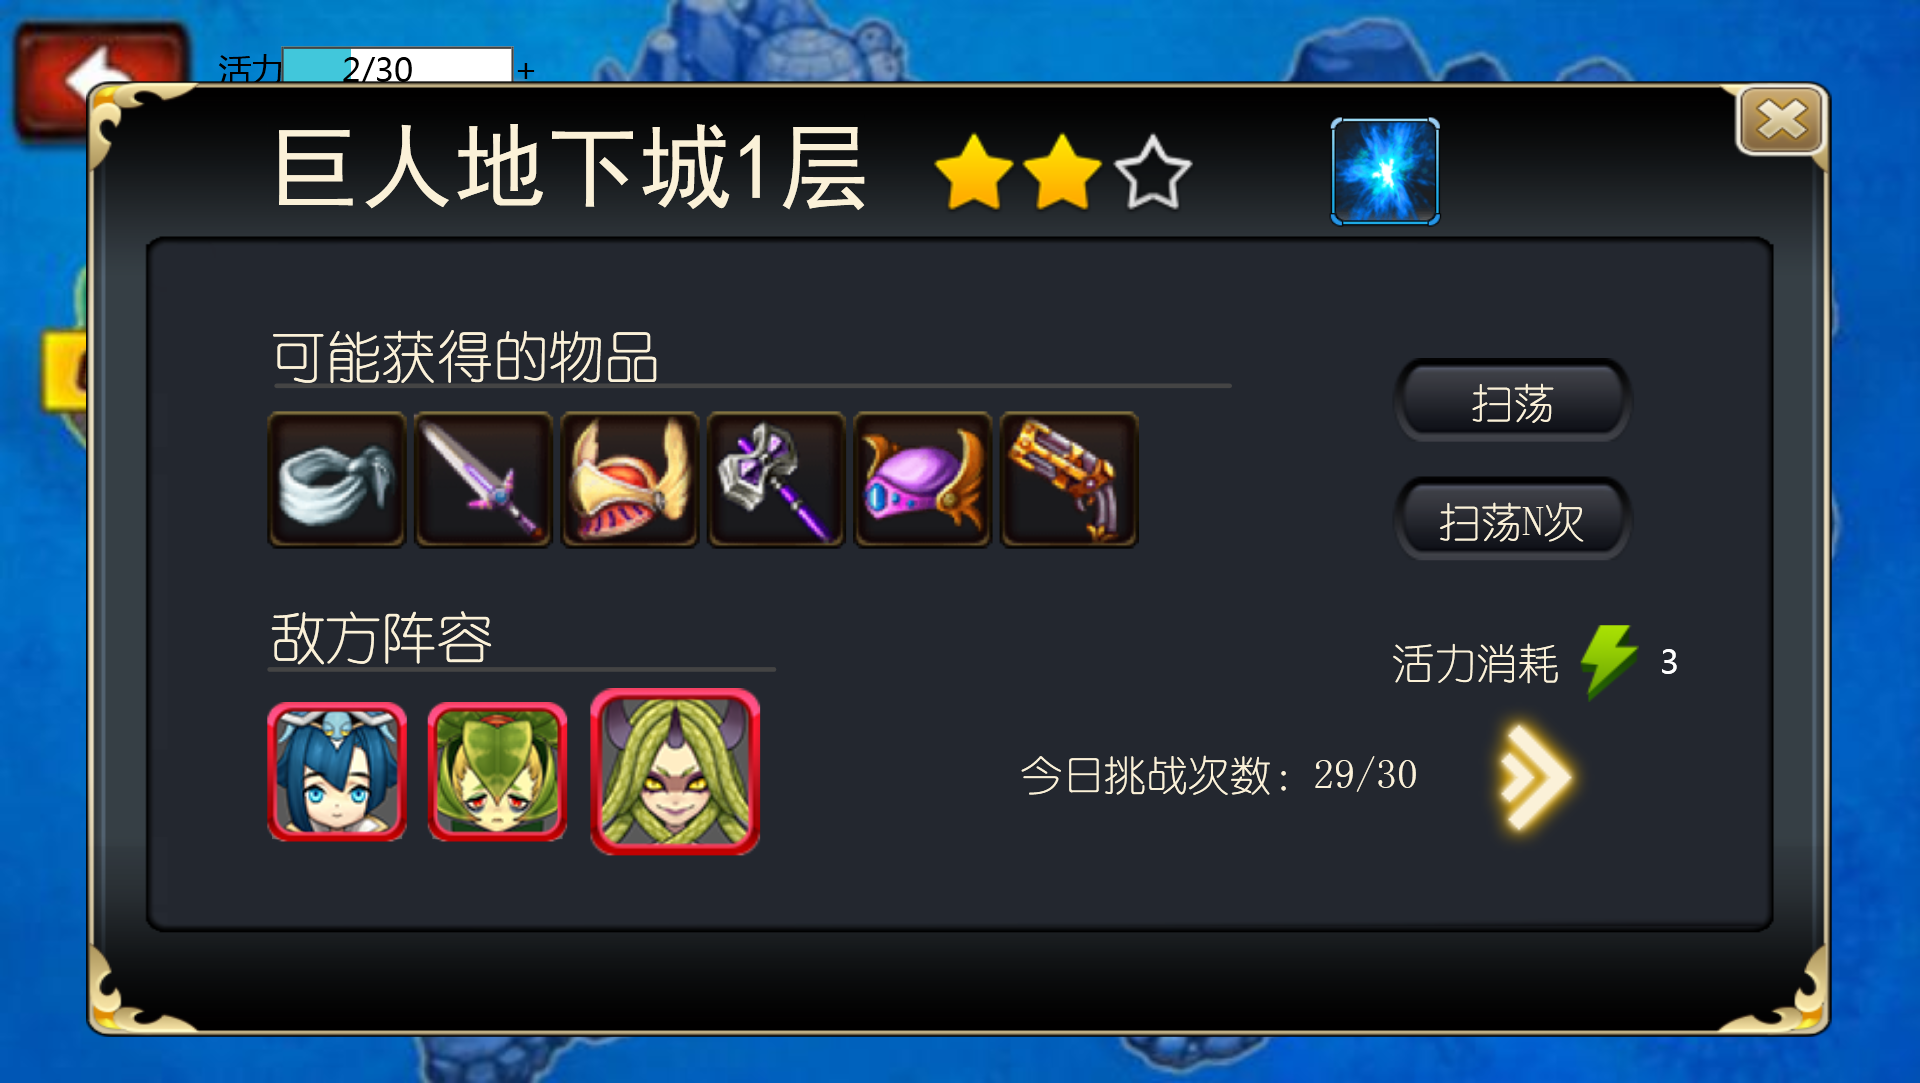 活力 2/30 +
巨人地下城1层
可能获得的物品
扫荡
扫荡N次
敌方阵容
活力消耗 3
今日挑战次数: 29/30